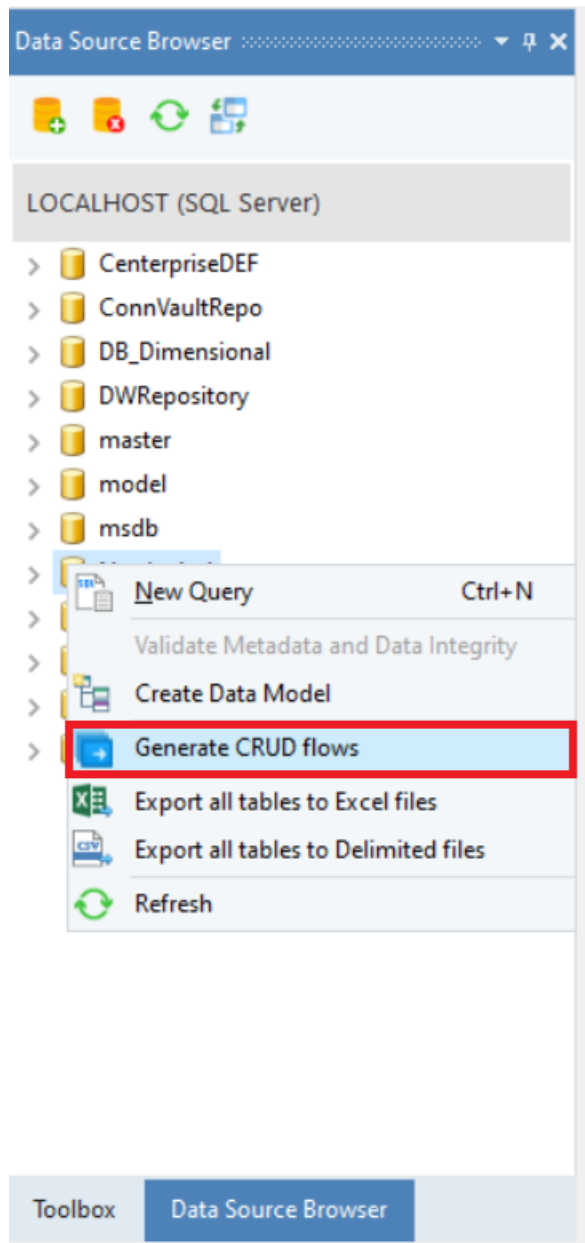 Data Source Browser
LOCALHOST (SQL Server)
CenterpriseDEF
ConnVaultRepo
DB_Dimensional
DWRepository
master
model
msdb
New Query Ctrl+N
Validate Metadata and Data Integrity
Create Data Model
Generate CRUD flows
Export all tables to Excel files
Export all tables to Delimited files
Refresh
Toolbox Data Source Browser